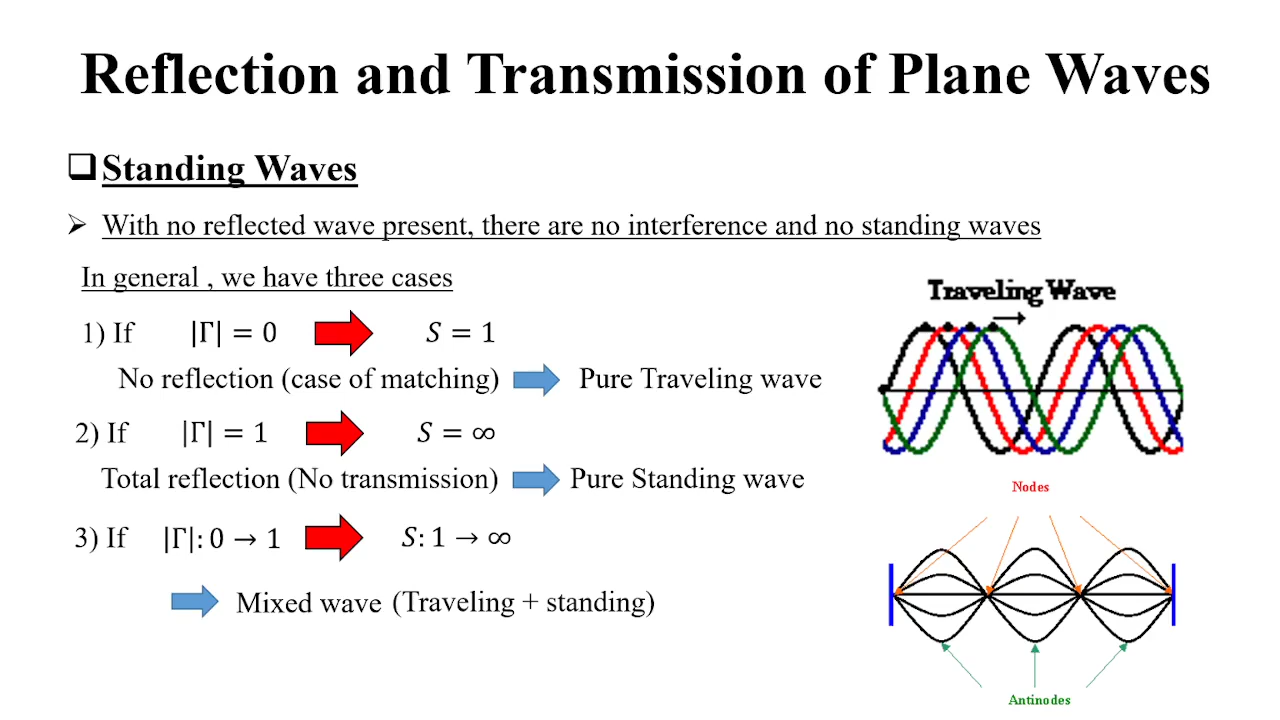 Reflection and Transmission of Plane Waves
❑Standing Waves
➢ With no reflected wave present, there are no interference and no standing waves
In general , we have three cases
1) If |Γ| = 0 S = 1
No reflection (case of matching) Pure Traveling wave
2) If |Γ| = 1 S = ∞
Total reflection (No transmission) Pure Standing wave
3) If |Γ|: 0 → 1 S: 1 → ∞
Mixed wave (Traveling + standing)
Traveling Wave
Nodes
Antinodes